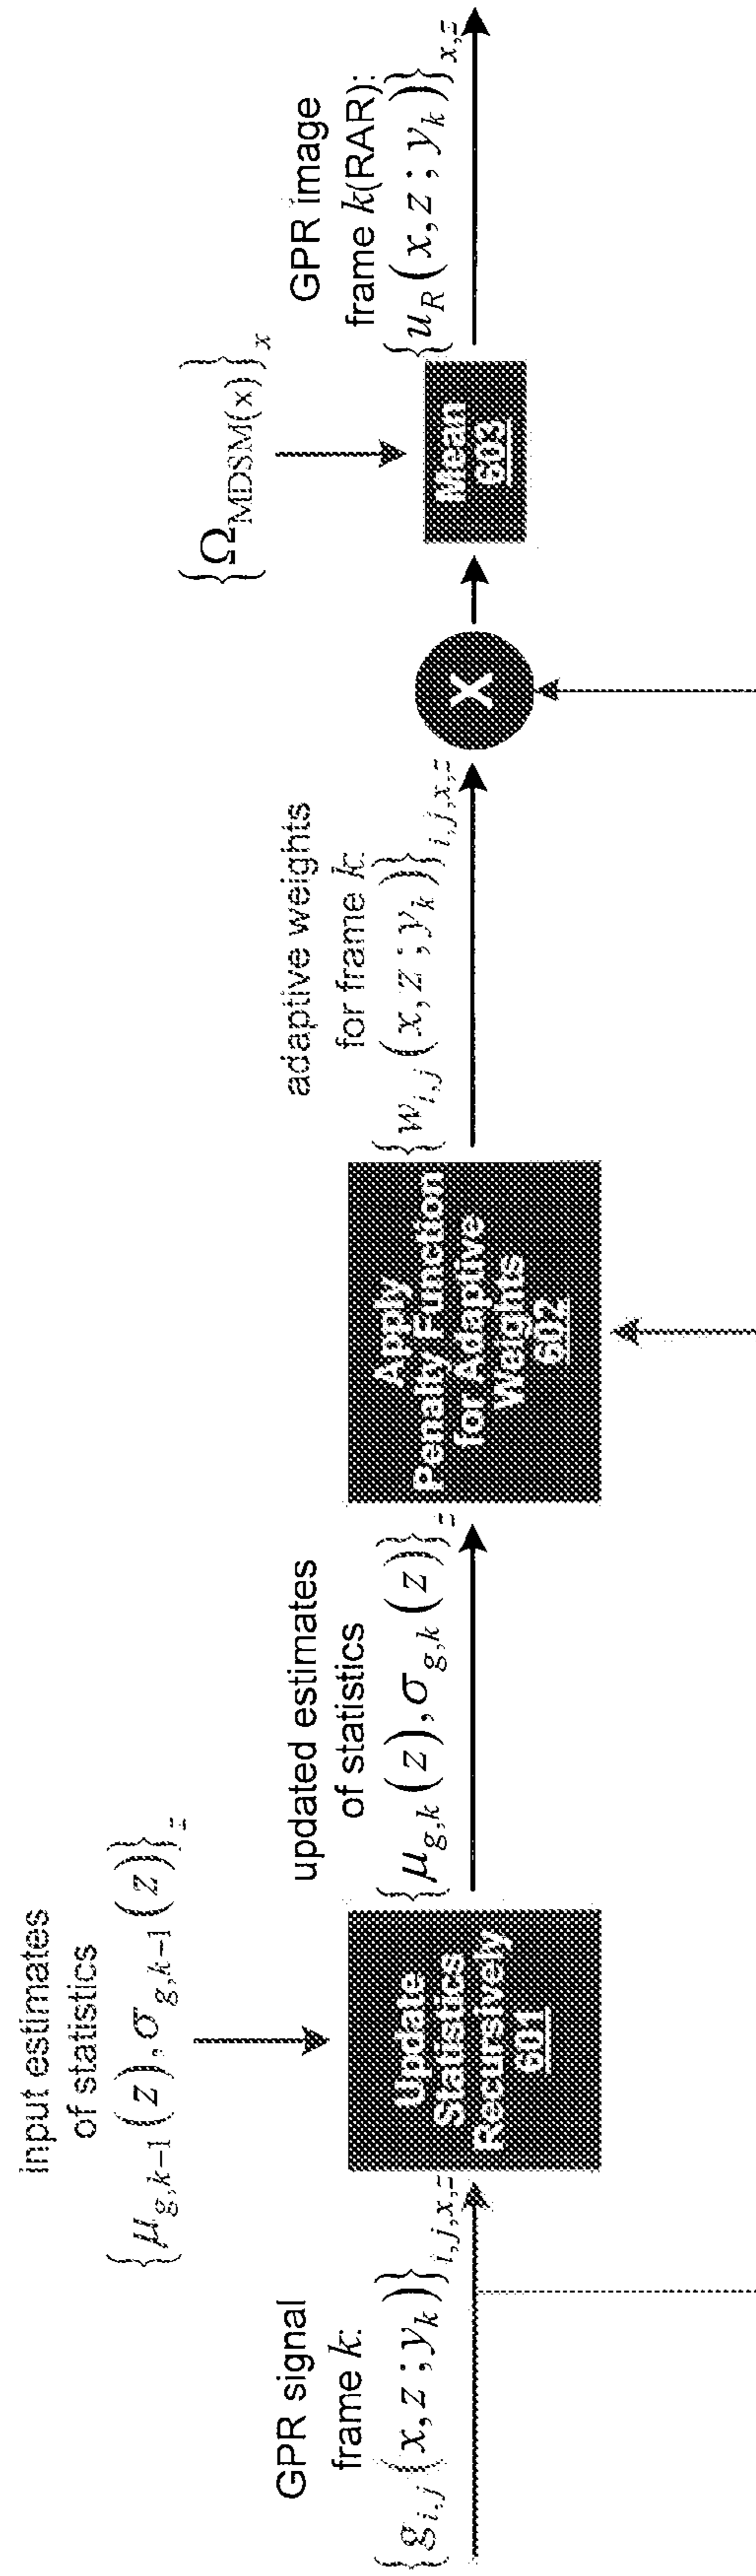 input estimates
of statistics
{μ_{g,k−1}(z), σ_{g,k−1}(z)}_z
GPR signal
frame k:
{g_{i,j}(x, z ; y_k)}_{i,j,x,z}
Update
Statistics
Recursively
601
updated estimates
of statistics
{μ_{g,k}(z), σ_{g,k}(z)}_z
Apply
Penalty Function
for Adaptive
Weights
602
adaptive weights
for frame k:
{w_{i,j}(x, z ; y_k)}_{i,j,x,z}
X
{Ω_{MDSM(x)}}_x
Mean
603
GPR image
frame k(RAR):
{u_R(x, z ; y_k)}_{x,z}